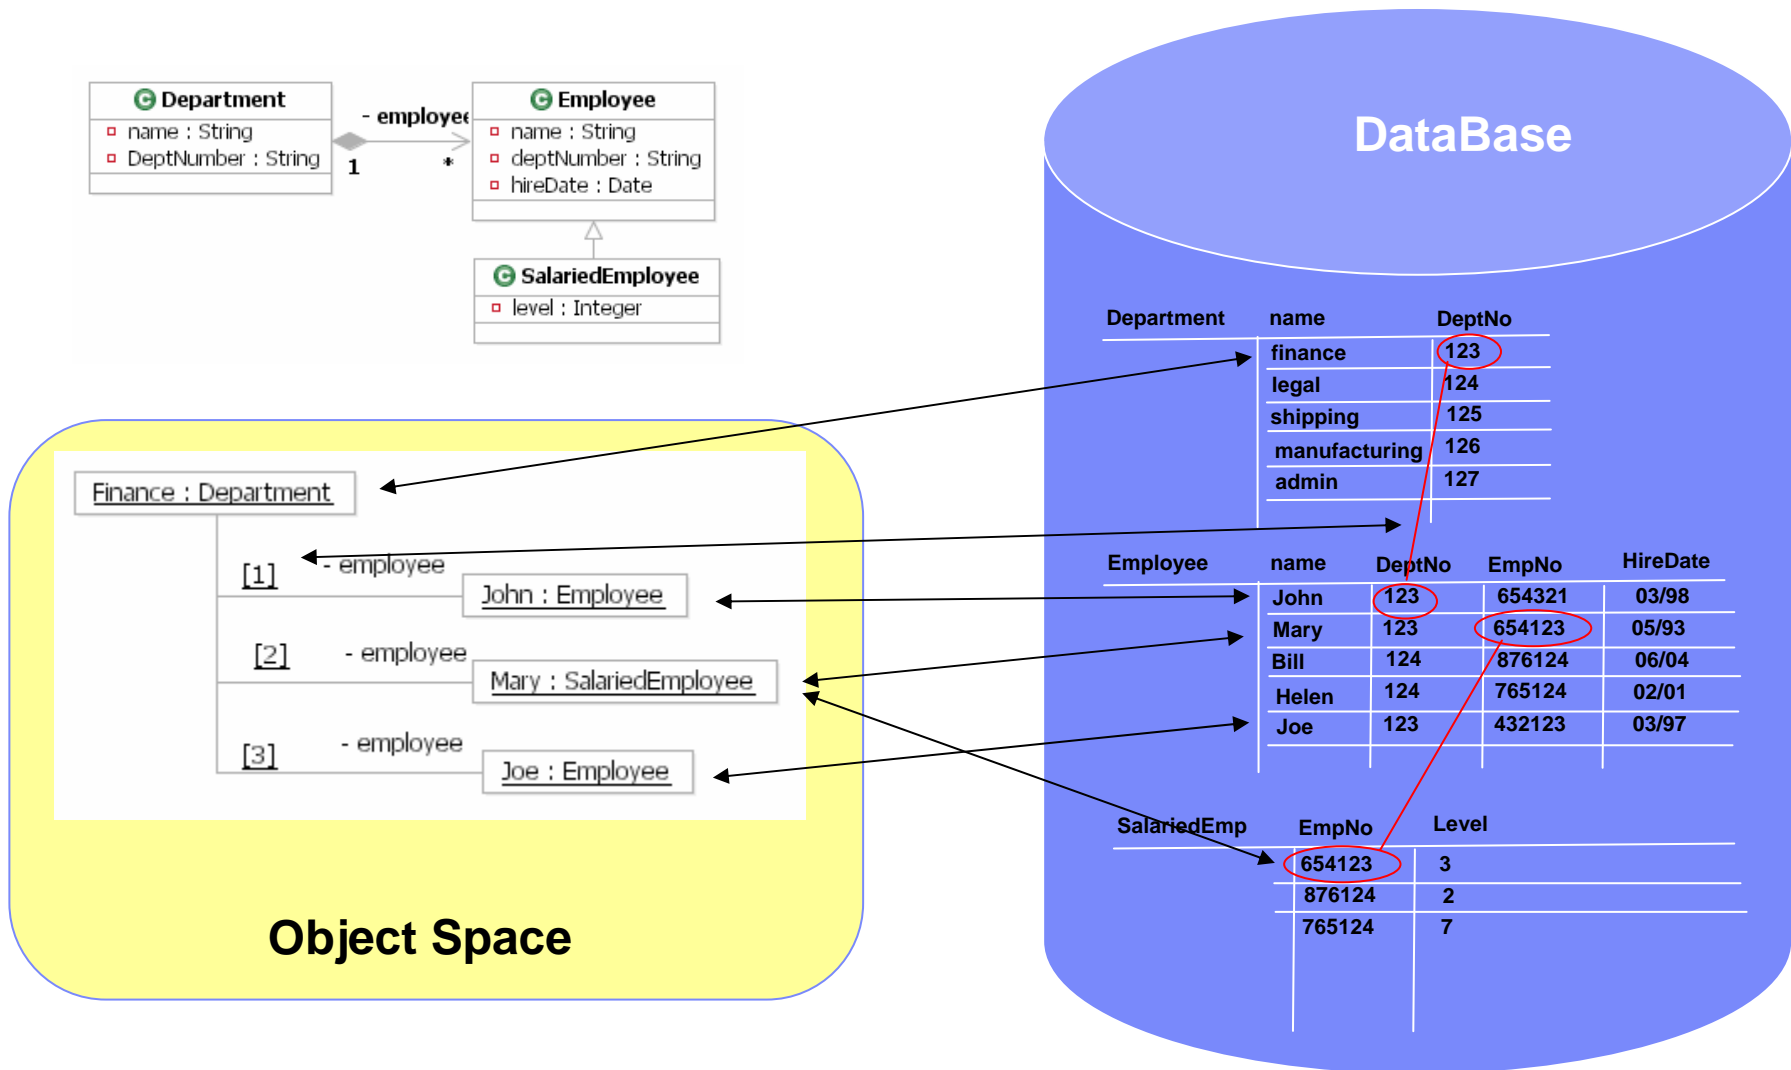 C Department
name : String
DeptNumber : String
- employee
1
*
C Employee
name : String
deptNumber : String
hireDate : Date
C SalariedEmployee
level : Integer
Finance : Department
[1]
- employee
John : Employee
[2]
- employee
Mary : SalariedEmployee
[3]
- employee
Joe : Employee
Object Space
DataBase
Department name DeptNo
finance 123
legal 124
shipping 125
manufacturing 126
admin 127
Employee name DeptNo EmpNo HireDate
John 123 654321 03/98
Mary 123 654123 05/93
Bill 124 876124 06/04
Helen 124 765124 02/01
Joe 123 432123 03/97
SalariedEmp EmpNo Level
654123 3
876124 2
765124 7